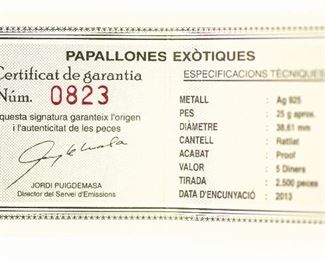 PAPALLONES EXÒTIQUES
Certificat de garantia
Núm. 0823
questa signatura garanteix l'origen
i l'autenticitat de les peces
JORDI PUIGDEMASA
Director del Servei d'Emissions
ESPECIFICACIONS TÈCNIQUES
METALL Ag 925
PES 25 g aprox.
DIÀMETRE 38,61 mm
CANTELL Ratllat
ACABAT Proof
VALOR 5 Diners
TIRADA 2.500 peces
DATA D'ENCUNYACIÓ 2013